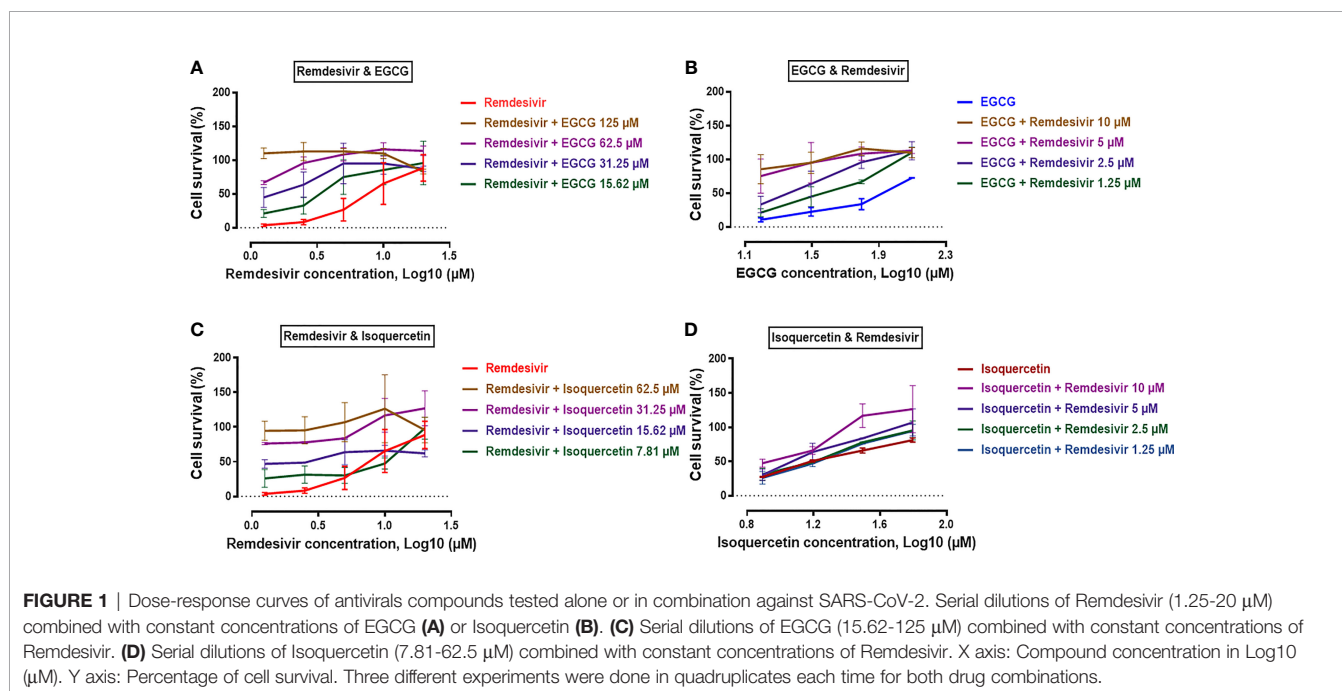 A
Remdesivir & EGCG
Cell survival (%)
200
150
100
50
0
0.0 0.5 1.0 1.5
Remdesivir concentration, Log10 (µM)
Remdesivir
Remdesivir + EGCG 125 µM
Remdesivir + EGCG 62.5 µM
Remdesivir + EGCG 31.25 µM
Remdesivir + EGCG 15.62 µM
B
EGCG & Remdesivir
Cell survival (%)
200
150
100
50
0
1.1 1.5 1.9 2.3
EGCG concentration, Log10 (µM)
EGCG
EGCG + Remdesivir 10 µM
EGCG + Remdesivir 5 µM
EGCG + Remdesivir 2.5 µM
EGCG + Remdesivir 1.25 µM
C
Remdesivir & Isoquercetin
Cell survival (%)
200
150
100
50
0
0.0 0.5 1.0 1.5
Remdesivir concentration, Log10 (µM)
Remdesivir
Remdesivir + Isoquercetin 62.5 µM
Remdesivir + Isoquercetin 31.25 µM
Remdesivir + Isoquercetin 15.62 µM
Remdesivir + Isoquercetin 7.81 µM
D
Isoquercetin & Remdesivir
Cell survival (%)
200
150
100
50
0
0.8 1.2 1.6 2.0
Isoquercetin concentration, Log10 (µM)
Isoquercetin
Isoquercetin + Remdesivir 10 µM
Isoquercetin + Remdesivir 5 µM
Isoquercetin + Remdesivir 2.5 µM
Isoquercetin + Remdesivir 1.25 µM
FIGURE 1 | Dose-response curves of antivirals compounds tested alone or in combination against SARS-CoV-2. Serial dilutions of Remdesivir (1.25-20 µM)
combined with constant concentrations of EGCG (A) or Isoquercetin (B). (C) Serial dilutions of EGCG (15.62-125 µM) combined with constant concentrations of
Remdesivir. (D) Serial dilutions of Isoquercetin (7.81-62.5 µM) combined with constant concentrations of Remdesivir. X axis: Compound concentration in Log10
(µM). Y axis: Percentage of cell survival. Three different experiments were done in quadruplicates each time for both drug combinations.